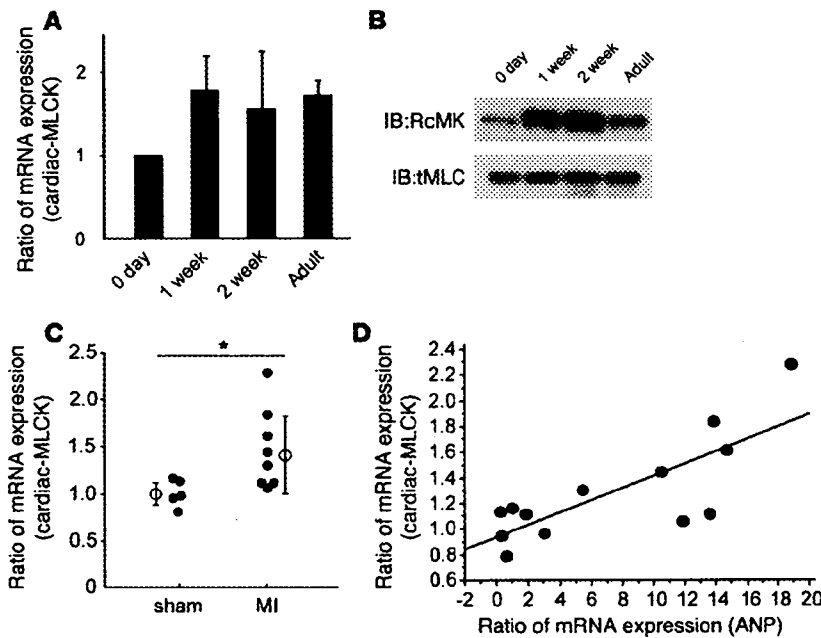 A
Ratio of mRNA expression
(cardiac-MLCK)
2
1
0
0 day
1 week
2 week
Adult
B
0 day
1 week
2 week
Adult
IB:RcMK
IB:tMLC
C
Ratio of mRNA expression
(cardiac-MLCK)
2.5
2.0
1.5
1.0
0.5
0
*
sham
MI
D
Ratio of mRNA expression
(cardiac-MLCK)
2.4
2.2
2.0
1.8
1.6
1.4
1.2
1.0
0.8
0.6
-2 0 2 4 6 8 10 12 14 16 18 20
Ratio of mRNA expression (ANP)